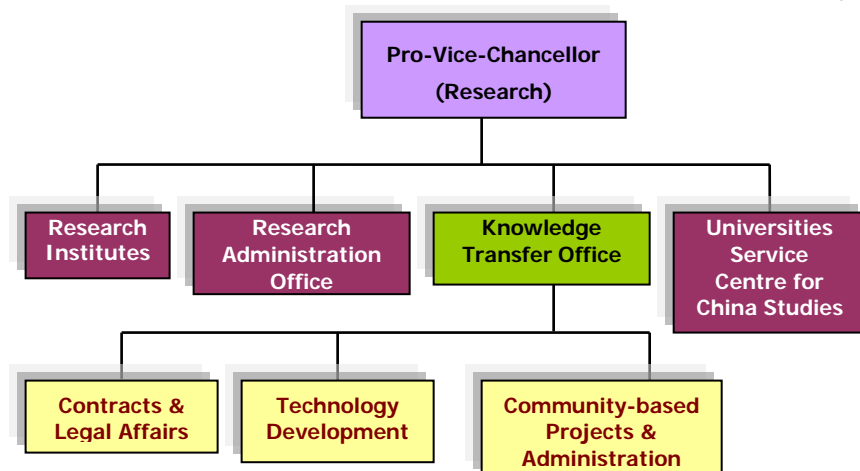 Pro-Vice-Chancellor
(Research)
Research
Institutes
Research
Administration
Office
Knowledge
Transfer Office
Universities
Service
Centre for
China Studies
Contracts &
Legal Affairs
Technology
Development
Community-based
Projects &
Administration